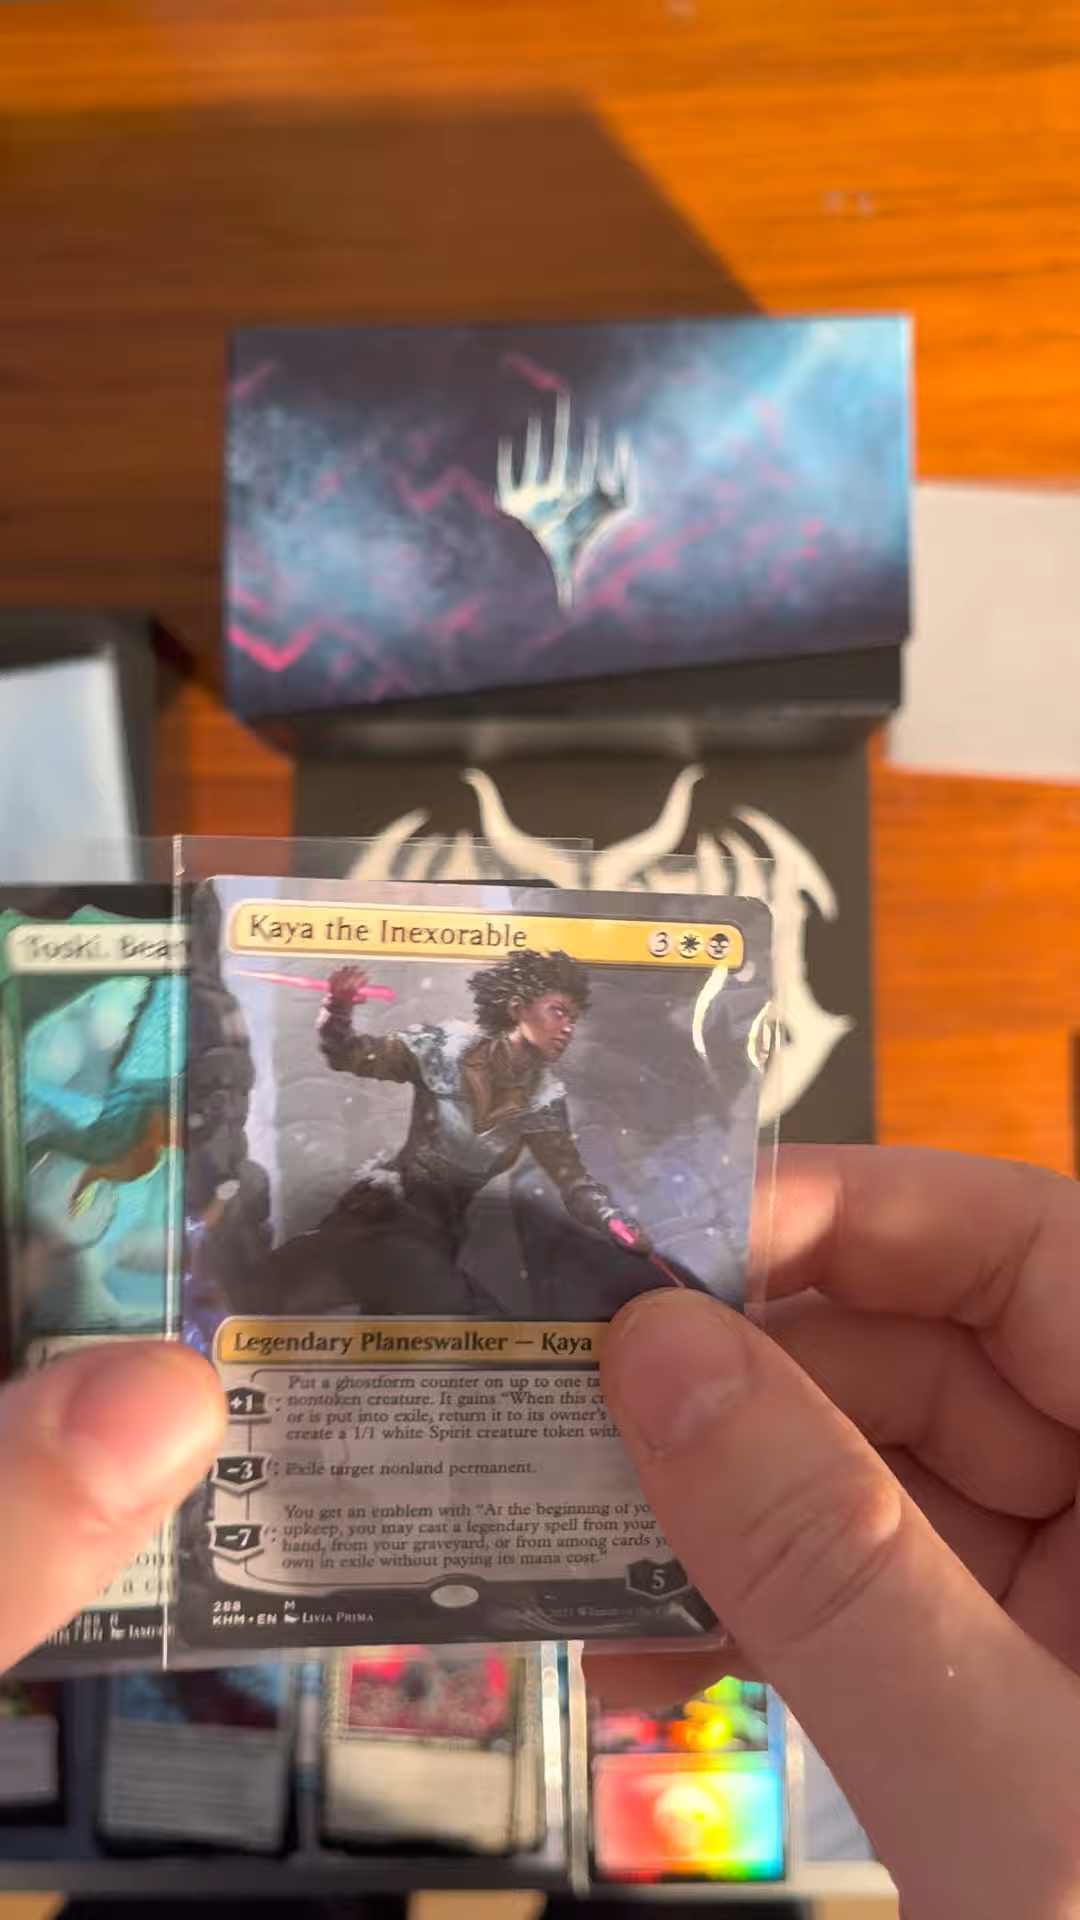 Kaya the Inexorable 3
Toski, Bea
Legendary Planeswalker — Kaya
+1: Put a ghostform counter on up to one ta
nontoken creature. It gains "When this cr
or is put into exile, return it to its owner's
create a 1/1 white Spirit creature token with
-3: Exile target nonland permanent.
-7: You get an emblem with "At the beginning of yo
upkeep, you may cast a legendary spell from your
hand, from your graveyard, or from among cards y
own in exile without paying its mana cost."
5
288 M
KHM • EN LIVIA PRIMA